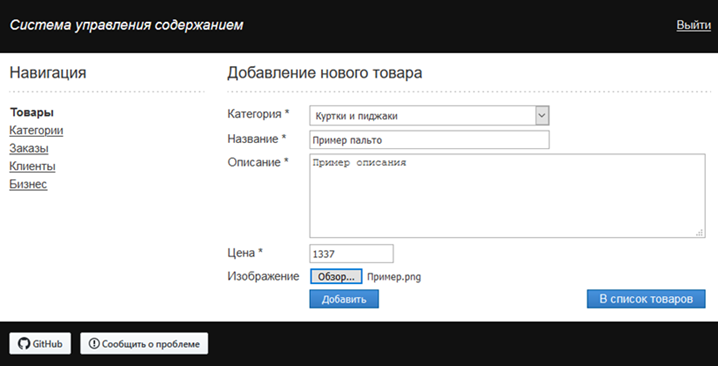 Система управления содержанием
Выйти
Навигация
Товары
Категории
Заказы
Клиенты
Бизнес
Добавление нового товара
Категория * Куртки и пиджаки
Название * Пример пальто
Описание * Пример описания
Цена * 1337
Изображение Обзор... Пример.png
Добавить
В список товаров
GitHub
Сообщить о проблеме